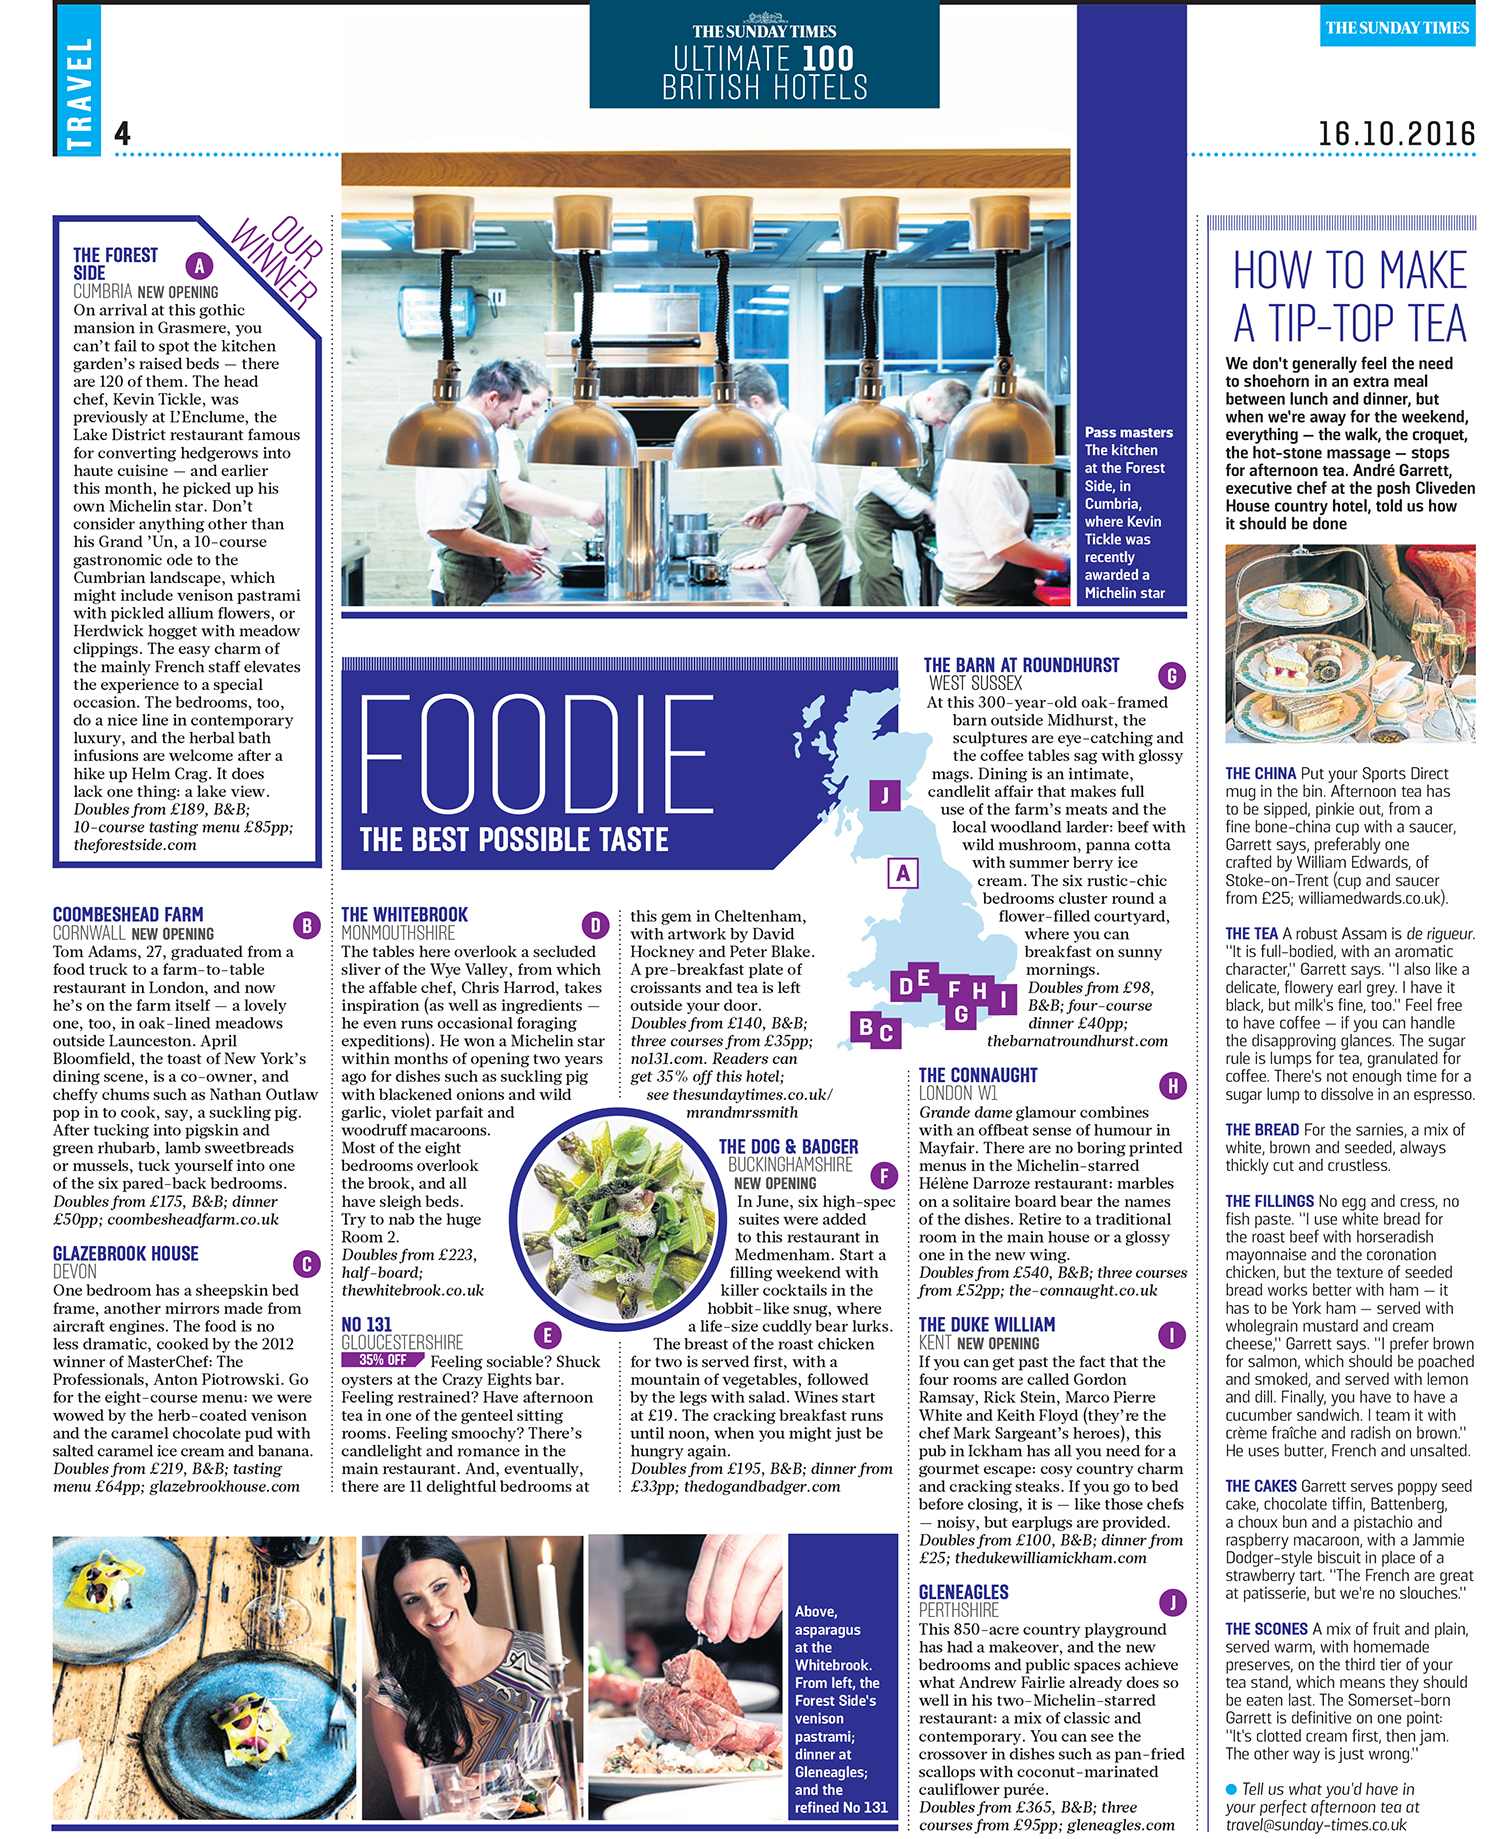 TRAVEL
4
THE SUNDAY TIMES
ULTIMATE 100
BRITISH HOTELS
THE SUNDAY TIMES
16.10.2016
OUR
WINNER
THE FOREST
SIDE
A
CUMBRIA NEW OPENING
On arrival at this gothic
mansion in Grasmere, you
can't fail to spot the kitchen
garden's raised beds — there
are 120 of them. The head
chef, Kevin Tickle, was
previously at L'Enclume, the
Lake District restaurant famous
for converting hedgerows into
haute cuisine — and earlier
this month, he picked up his
own Michelin star. Don't
consider anything other than
his Grand 'Un, a 10-course
gastronomic ode to the
Cumbrian landscape, which
might include venison pastrami
with pickled allium flowers, or
Herdwick hogget with meadow
clippings. The easy charm of
the mainly French staff elevates
the experience to a special
occasion. The bedrooms, too,
do a nice line in contemporary
luxury, and the herbal bath
infusions are welcome after a
hike up Helm Crag. It does
lack one thing: a lake view.
Doubles from £189, B&B;
10-course tasting menu £85pp;
theforestside.com
Pass masters
The kitchen
at the Forest
Side, in
Cumbria,
where Kevin
Tickle was
recently
awarded a
Michelin star
FOODIE
THE BEST POSSIBLE TASTE
J
A
D
E
F
H
I
G
B
C
COOMBESHEAD FARM
B
CORNWALL NEW OPENING
Tom Adams, 27, graduated from a
food truck to a farm-to-table
restaurant in London, and now
he's on the farm itself — a lovely
one, too, in oak-lined meadows
outside Launceston. April
Bloomfield, the toast of New York's
dining scene, is a co-owner, and
cheffy chums such as Nathan Outlaw
pop in to cook, say, a suckling pig.
After tucking into pigskin and
green rhubarb, lamb sweetbreads
or mussels, tuck yourself into one
of the six pared-back bedrooms.
Doubles from £175, B&B; dinner
£50pp; coombesheadfarm.co.uk
GLAZEBROOK HOUSE
C
DEVON
One bedroom has a sheepskin bed
frame, another mirrors made from
aircraft engines. The food is no
less dramatic, cooked by the 2012
winner of MasterChef: The
Professionals, Anton Piotrowski. Go
for the eight-course menu: we were
wowed by the herb-coated venison
and the caramel chocolate pud with
salted caramel ice cream and banana.
Doubles from £219, B&B; tasting
menu £64pp; glazebrookhouse.com
THE WHITEBROOK
D
MONMOUTHSHIRE
The tables here overlook a secluded
sliver of the Wye Valley, from which
the affable chef, Chris Harrod, takes
inspiration (as well as ingredients —
he even runs occasional foraging
expeditions). He won a Michelin star
within months of opening two years
ago for dishes such as suckling pig
with blackened onions and wild
garlic, violet parfait and
woodruff macaroons.
Most of the eight
bedrooms overlook
the brook, and all
have sleigh beds.
Try to nab the huge
Room 2.
Doubles from £223,
half-board;
thewhitebrook.co.uk
NO 131
E
GLOUCESTERSHIRE
35% OFF Feeling sociable? Shuck
oysters at the Crazy Eights bar.
Feeling restrained? Have afternoon
tea in one of the genteel sitting
rooms. Feeling smoochy? There's
candlelight and romance in the
main restaurant. And, eventually,
there are 11 delightful bedrooms at
this gem in Cheltenham,
with artwork by David
Hockney and Peter Blake.
A pre-breakfast plate of
croissants and tea is left
outside your door.
Doubles from £140, B&B;
three courses from £35pp;
no131.com. Readers can
get 35% off this hotel;
see thesundaytimes.co.uk/
mrandmrssmith
THE DOG & BADGER
BUCKINGHAMSHIRE
F
NEW OPENING
In June, six high-spec
suites were added
to this restaurant in
Medmenham. Start a
filling weekend with
killer cocktails in the
hobbit-like snug, where
a life-size cuddly bear lurks.
The breast of the roast chicken
for two is served first, with a
mountain of vegetables, followed
by the legs with salad. Wines start
at £19. The cracking breakfast runs
until noon, when you might just be
hungry again.
Doubles from £195, B&B; dinner from
£33pp; thedogandbadger.com
THE BARN AT ROUNDHURST
G
WEST SUSSEX
At this 300-year-old oak-framed
barn outside Midhurst, the
sculptures are eye-catching and
the coffee tables sag with glossy
mags. Dining is an intimate,
candlelit affair that makes full
use of the farm's meats and the
local woodland larder: beef with
wild mushroom, panna cotta
with summer berry ice
cream. The six rustic-chic
bedrooms cluster round a
flower-filled courtyard,
where you can
breakfast on sunny
mornings.
Doubles from £98,
B&B; four-course
dinner £40pp;
thebarnatroundhurst.com
THE CONNAUGHT
H
LONDON W1
Grande dame glamour combines
with an offbeat sense of humour in
Mayfair. There are no boring printed
menus in the Michelin-starred
Hélène Darroze restaurant: marbles
on a solitaire board bear the names
of the dishes. Retire to a traditional
room in the main house or a glossy
one in the new wing.
Doubles from £540, B&B; three courses
from £52pp; the-connaught.co.uk
THE DUKE WILLIAM
I
KENT NEW OPENING
If you can get past the fact that the
four rooms are called Gordon
Ramsay, Rick Stein, Marco Pierre
White and Keith Floyd (they're the
chef Mark Sargeant's heroes), this
pub in Ickham has all you need for a
gourmet escape: cosy country charm
and cracking steaks. If you go to bed
before closing, it is — like those chefs
— noisy, but earplugs are provided.
Doubles from £100, B&B; dinner from
£25; thedukewilliamickham.com
GLENEAGLES
J
PERTHSHIRE
This 850-acre country playground
has had a makeover, and the new
bedrooms and public spaces achieve
what Andrew Fairlie already does so
well in his two-Michelin-starred
restaurant: a mix of classic and
contemporary. You can see the
crossover in dishes such as pan-fried
scallops with coconut-marinated
cauliflower purée.
Doubles from £365, B&B; three
courses from £95pp; gleneagles.com
Above,
asparagus
at the
Whitebrook.
From left, the
Forest Side's
venison
pastrami;
dinner at
Gleneagles;
and the
refined No 131
HOW TO MAKE
A TIP-TOP TEA
We don't generally feel the need
to shoehorn in an extra meal
between lunch and dinner, but
when we're away for the weekend,
everything — the walk, the croquet,
the hot-stone massage — stops
for afternoon tea. André Garrett,
executive chef at the posh Cliveden
House country hotel, told us how
it should be done
THE CHINA Put your Sports Direct
mug in the bin. Afternoon tea has
to be sipped, pinkie out, from a
fine bone-china cup with a saucer,
Garrett says, preferably one
crafted by William Edwards, of
Stoke-on-Trent (cup and saucer
from £25; williamedwards.co.uk).
THE TEA A robust Assam is de rigueur.
"It is full-bodied, with an aromatic
character," Garrett says. "I also like a
delicate, flowery earl grey. I have it
black, but milk's fine, too." Feel free
to have coffee — if you can handle
the disapproving glances. The sugar
rule is lumps for tea, granulated for
coffee. There's not enough time for a
sugar lump to dissolve in an espresso.
THE BREAD For the sarnies, a mix of
white, brown and seeded, always
thickly cut and crustless.
THE FILLINGS No egg and cress, no
fish paste. "I use white bread for
the roast beef with horseradish
mayonnaise and the coronation
chicken, but the texture of seeded
bread works better with ham — it
has to be York ham — served with
wholegrain mustard and cream
cheese," Garrett says. "I prefer brown
for salmon, which should be poached
and smoked, and served with lemon
and dill. Finally, you have to have a
cucumber sandwich. I team it with
crème fraîche and radish on brown."
He uses butter, French and unsalted.
THE CAKES Garrett serves poppy seed
cake, chocolate tiffin, Battenberg,
a choux bun and a pistachio and
raspberry macaroon, with a Jammie
Dodger-style biscuit in place of a
strawberry tart. "The French are great
at patisserie, but we're no slouches."
THE SCONES A mix of fruit and plain,
served warm, with homemade
preserves, on the third tier of your
tea stand, which means they should
be eaten last. The Somerset-born
Garrett is definitive on one point:
"It's clotted cream first, then jam.
The other way is just wrong."
Tell us what you'd have in
your perfect afternoon tea at
travel@sunday-times.co.uk